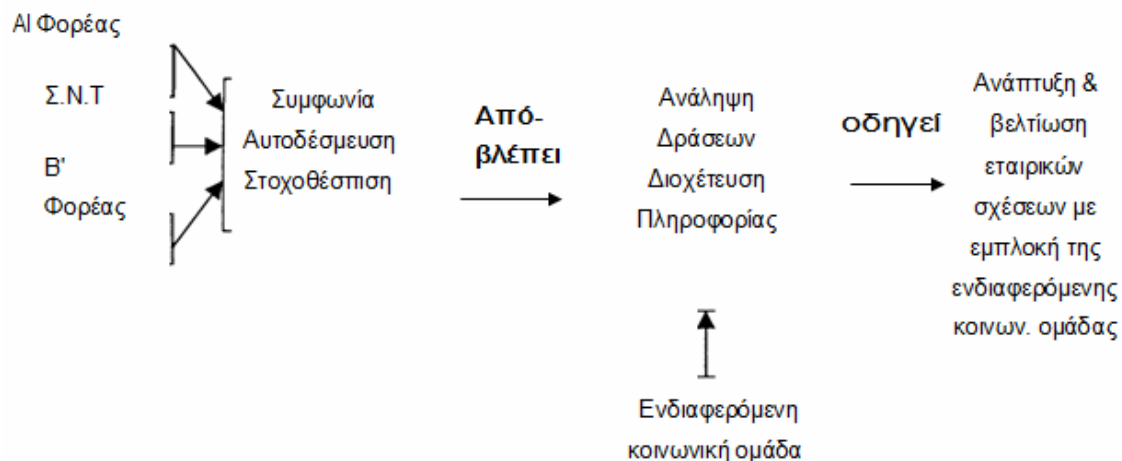 ΑΙ Φορέας
Σ.Ν.Τ
Β'
Φορέας
Συμφωνία
Αυτοδέσμευση
Στοχοθέσπιση
Από-
βλέπει
Ανάληψη
Δράσεων
Διοχέτευση
Πληροφορίας
οδηγεί
Ανάπτυξη &
βελτίωση
εταιρικών
σχέσεων με
εμπλοκή της
ενδιαφερόμενης
κοινων. ομάδας
Ενδιαφερόμενη
κοινωνική ομάδα